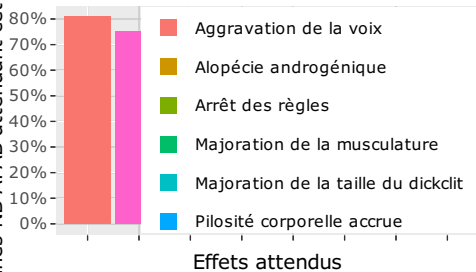 80%
70%
60%
50%
40%
30%
20%
10%
0%
Aggravation de la voix
Alopécie androgénique
Arrêt des règles
Majoration de la musculature
Majoration de la taille du dickclit
Pilosité corporelle accrue
Effets attendus